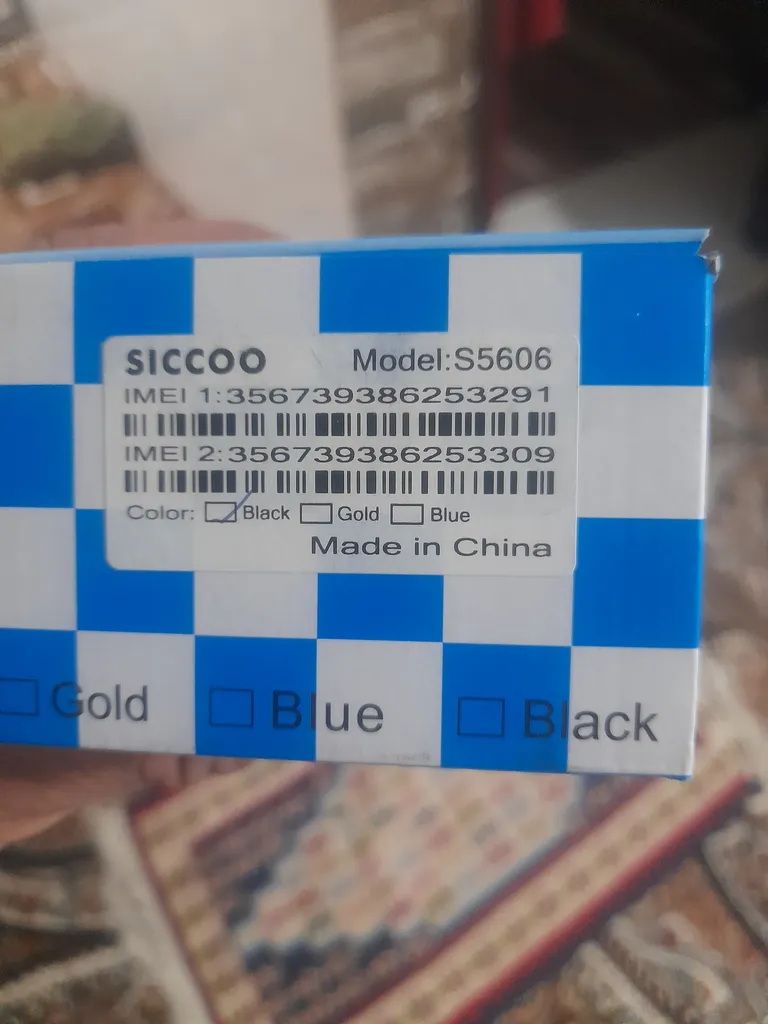 SICCOO Model:S5606
IMEI 1:356739386253291
IMEI 2:356739386253309
Color: Black Gold Blue
Made in China
Gold Blue Black